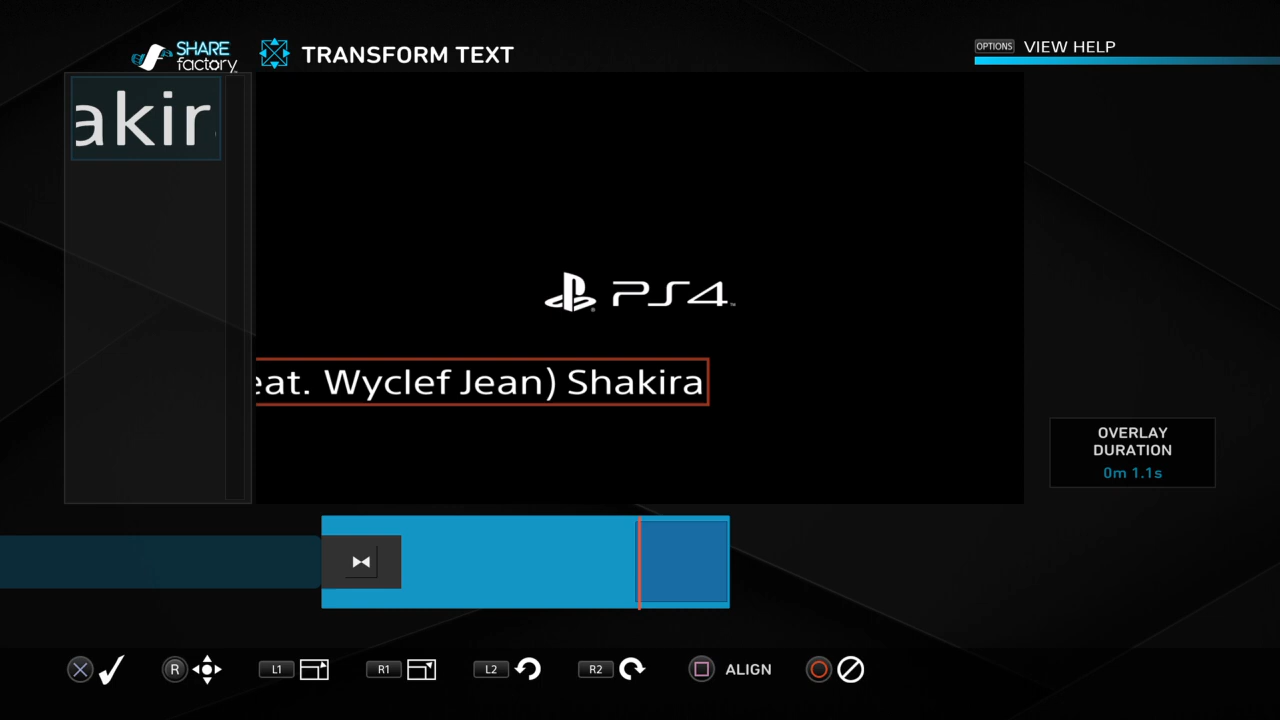 SHARE
factory
TRANSFORM TEXT
OPTIONS VIEW HELP
akir
PS4
eat. Wyclef Jean) Shakira
OVERLAY
DURATION
0m 1.1s
R
L1
R1
L2
R2
ALIGN